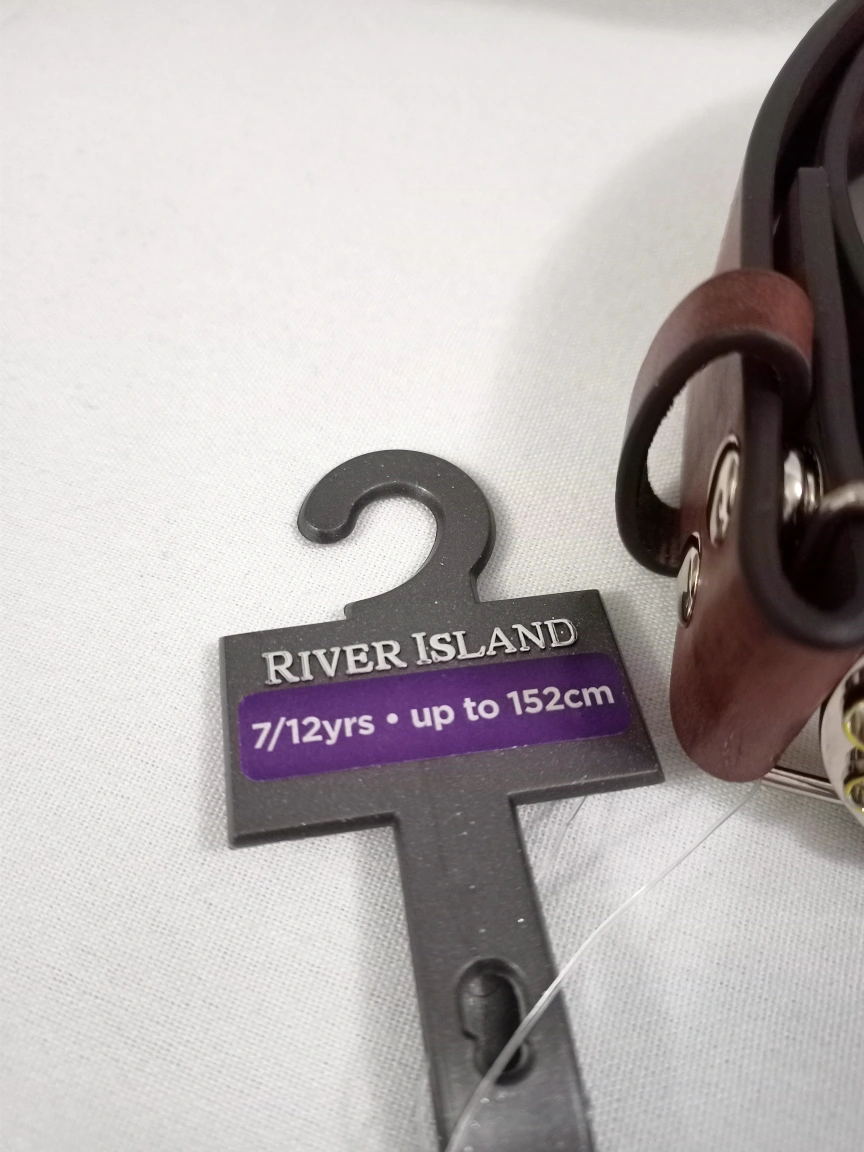 RIVER ISLAND
7/12yrs • up to 152cm